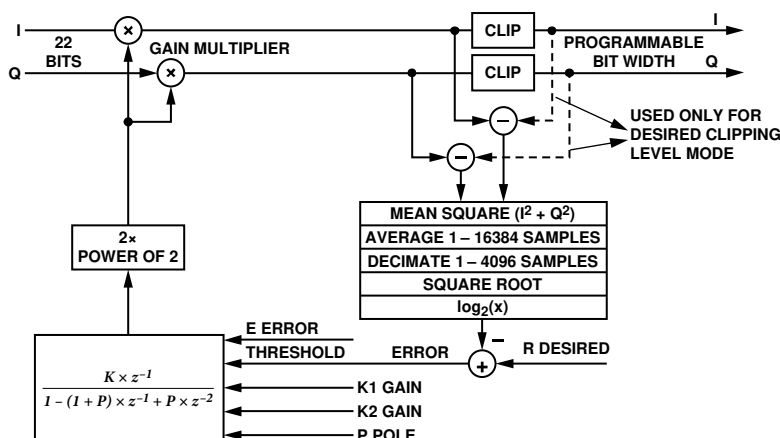 I
22
BITS
Q
GAIN MULTIPLIER
×
×
CLIP
CLIP
I
PROGRAMMABLE
BIT WIDTH
Q
–
–
USED ONLY FOR
DESIRED CLIPPING
LEVEL MODE
MEAN SQUARE (I² + Q²)
AVERAGE 1 – 16384 SAMPLES
DECIMATE 1 – 4096 SAMPLES
SQUARE ROOT
log₂(x)
2×
POWER OF 2
E ERROR
THRESHOLD
ERROR
–
+
R DESIRED
K × z⁻¹
1 – (1 + P) × z⁻¹ + P × z⁻²
K1 GAIN
K2 GAIN
P POLE